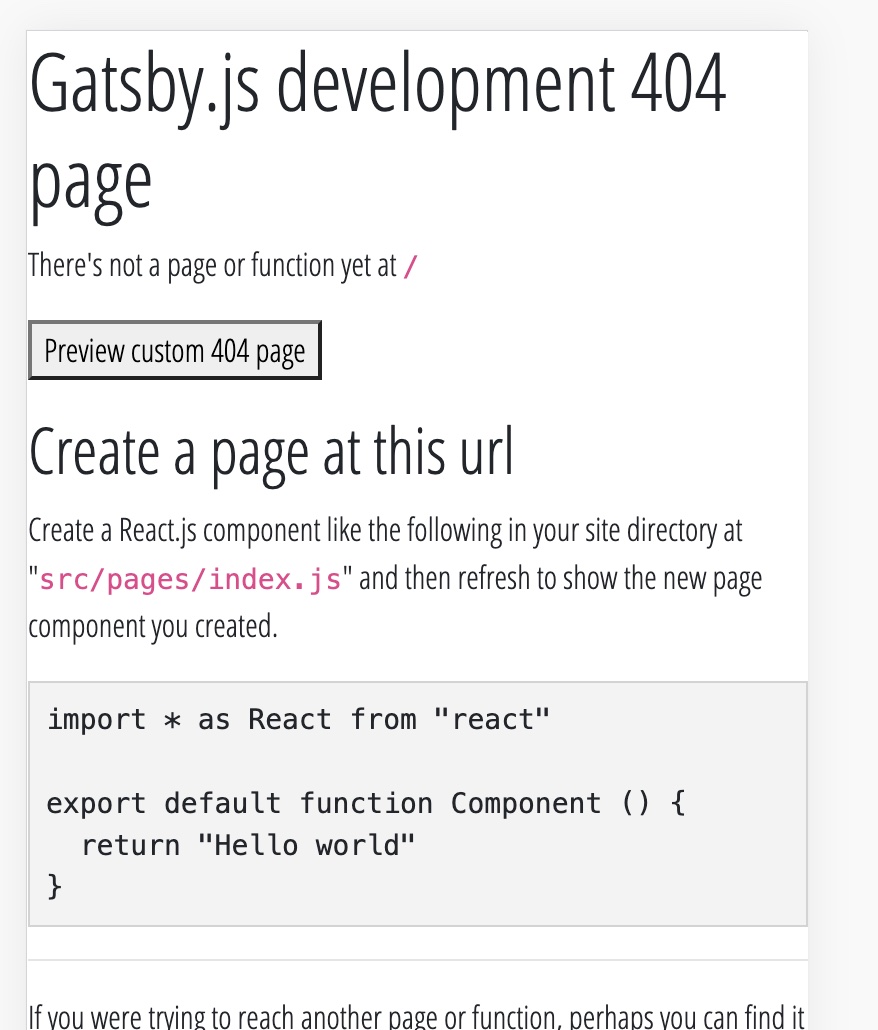 Gatsby.js development 404
page
There's not a page or function yet at /
Preview custom 404 page
Create a page at this url
Create a React.js component like the following in your site directory at
"src/pages/index.js" and then refresh to show the new page
component you created.
import * as React from "react"
export default function Component () {
  return "Hello world"
}
If you were trying to reach another page or function, perhaps you can find it